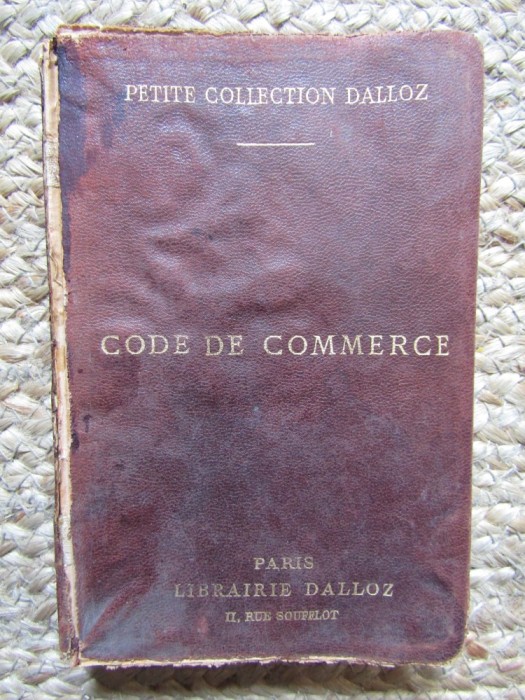 PETITE COLLECTION DALLOZ
CODE DE COMMERCE
PARIS
LIBRAIRIE DALLOZ
11, RUE SOUFFLOT